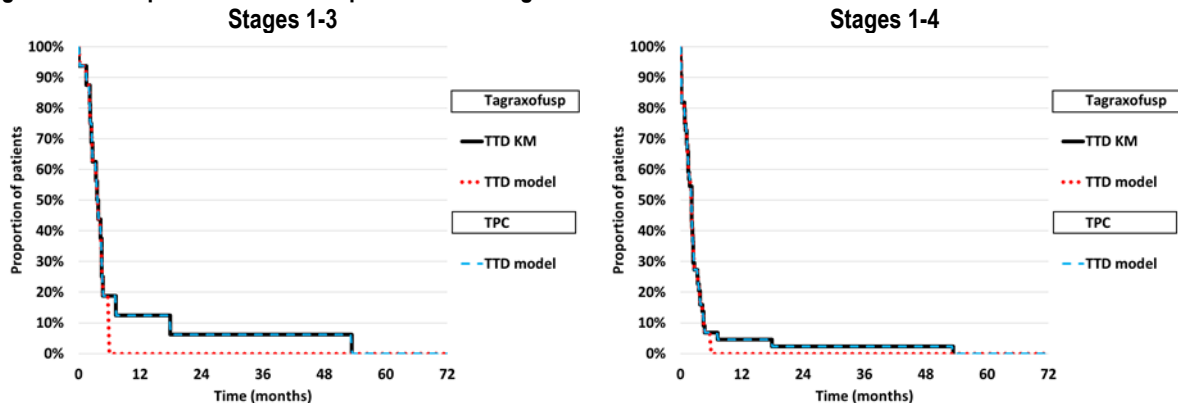 Stages 1-3
100%
90%
80%
70%
60%
50%
40%
30%
20%
10%
0%
Proportion of patients
0 12 24 36 48 60 72
Time (months)
Tagraxofusp
TTD KM
TTD model
TPC
TTD model
Stages 1-4
100%
90%
80%
70%
60%
50%
40%
30%
20%
10%
0%
Proportion of patients
0 12 24 36 48 60 72
Time (months)
Tagraxofusp
TTD KM
TTD model
TPC
TTD model